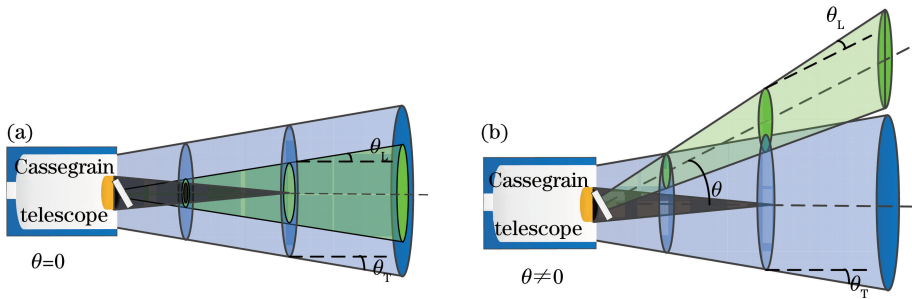 (a)
Cassegrain
telescope
θL
θT
θ=0
(b)
Cassegrain
telescope
θL
θ
θT
θ≠0